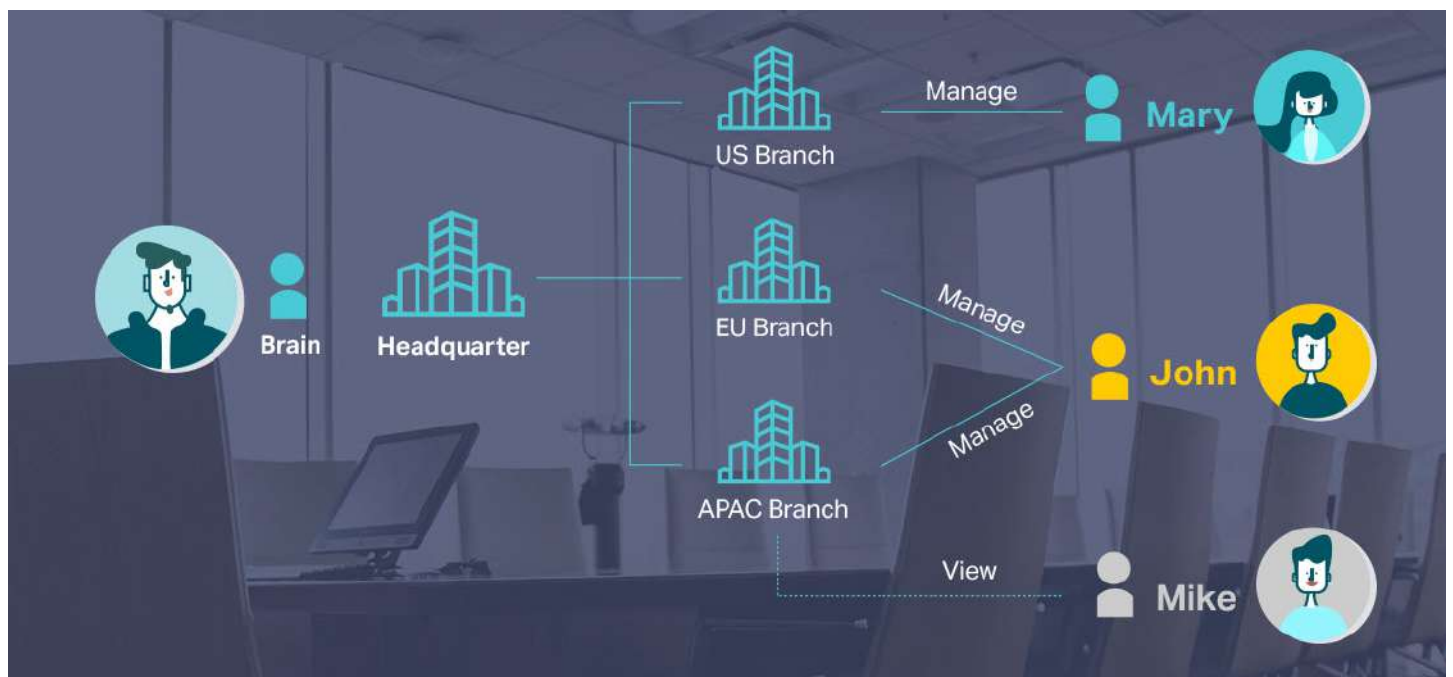 Manage
Mary
US Branch
Brain
Headquarter
EU Branch
Manage
John
Manage
APAC Branch
View
Mike